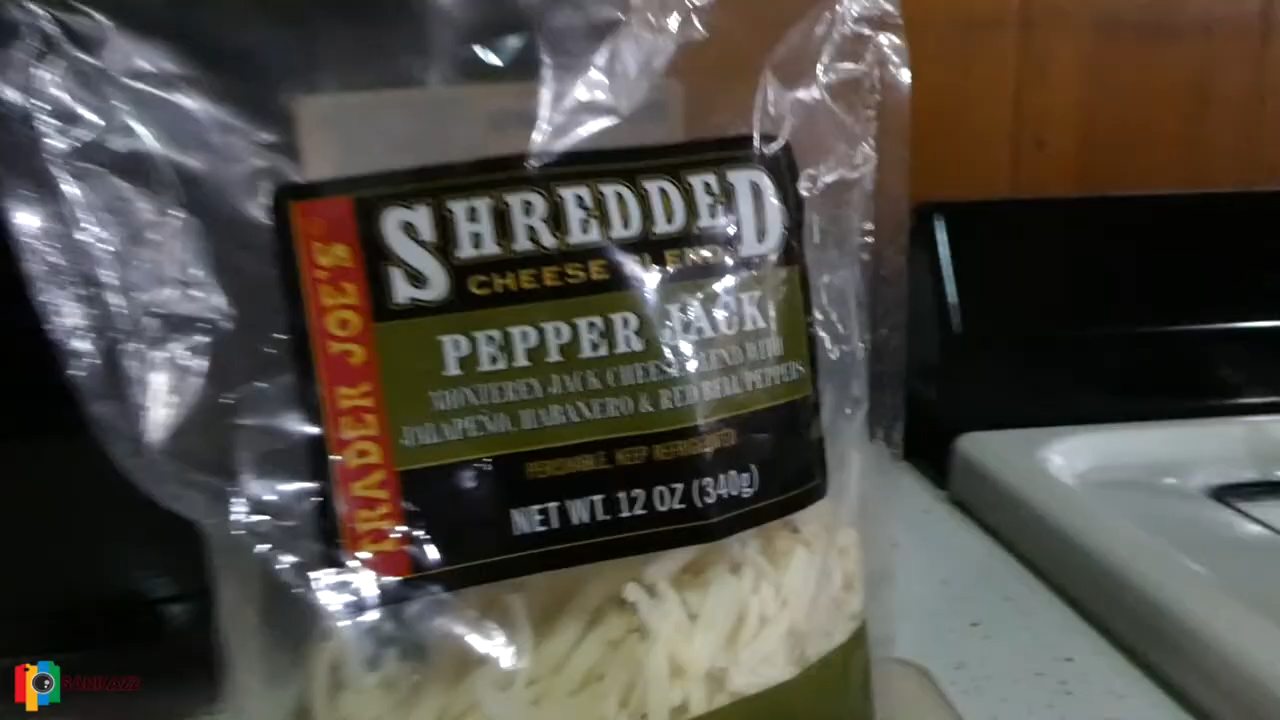 TRADER JOE'S
SHREDDED
CHEESE BLEND
PEPPER JACK
MONTEREY JACK CHEESE BLEND WITH
JALAPEÑO, HABANERO & RED BELL PEPPERS
PERISHABLE, KEEP REFRIGERATED
NET WT. 12 OZ (340g)